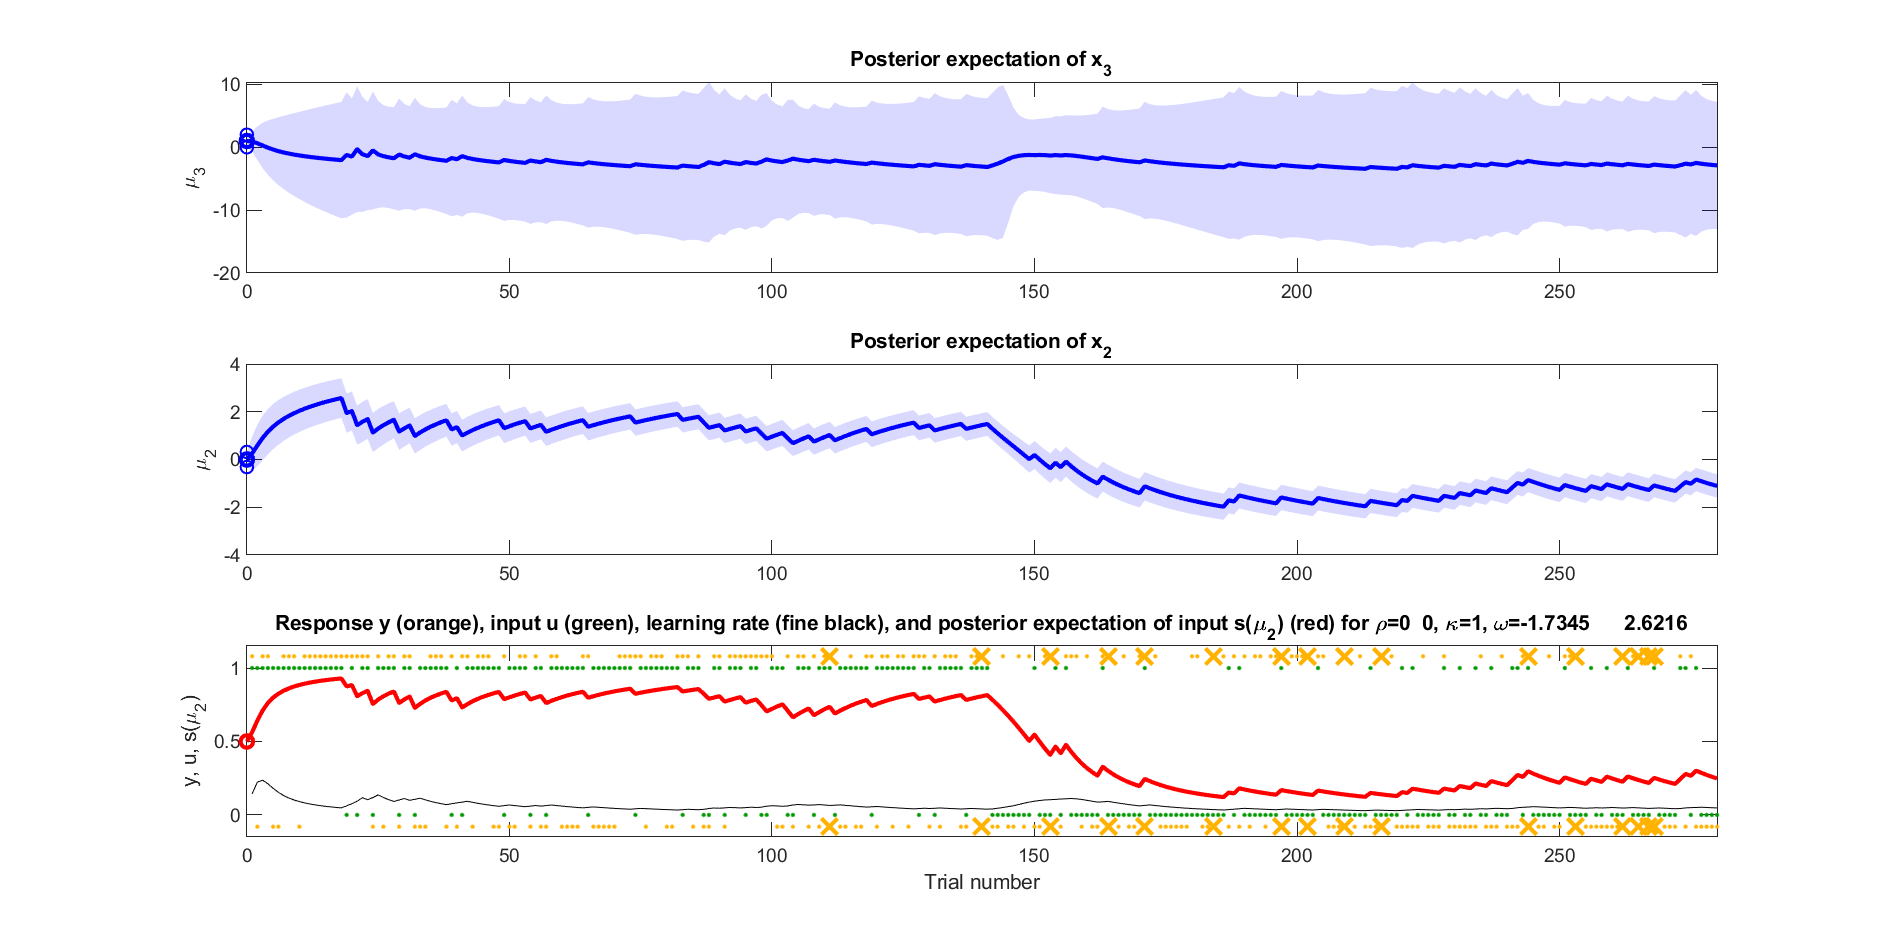 Posterior expectation of x₃
10
0
-10
-20
μ₃
0 50 100 150 200 250
Posterior expectation of x₂
4
2
0
-2
-4
μ₂
0 50 100 150 200 250
Response y (orange), input u (green), learning rate (fine black), and posterior expectation of input s(μ₂) (red) for ρ=0 0, κ=1, ω=-1.7345 2.6216
1
0.5
0
y, u, s(μ₂)
0 50 100 150 200 250
Trial number